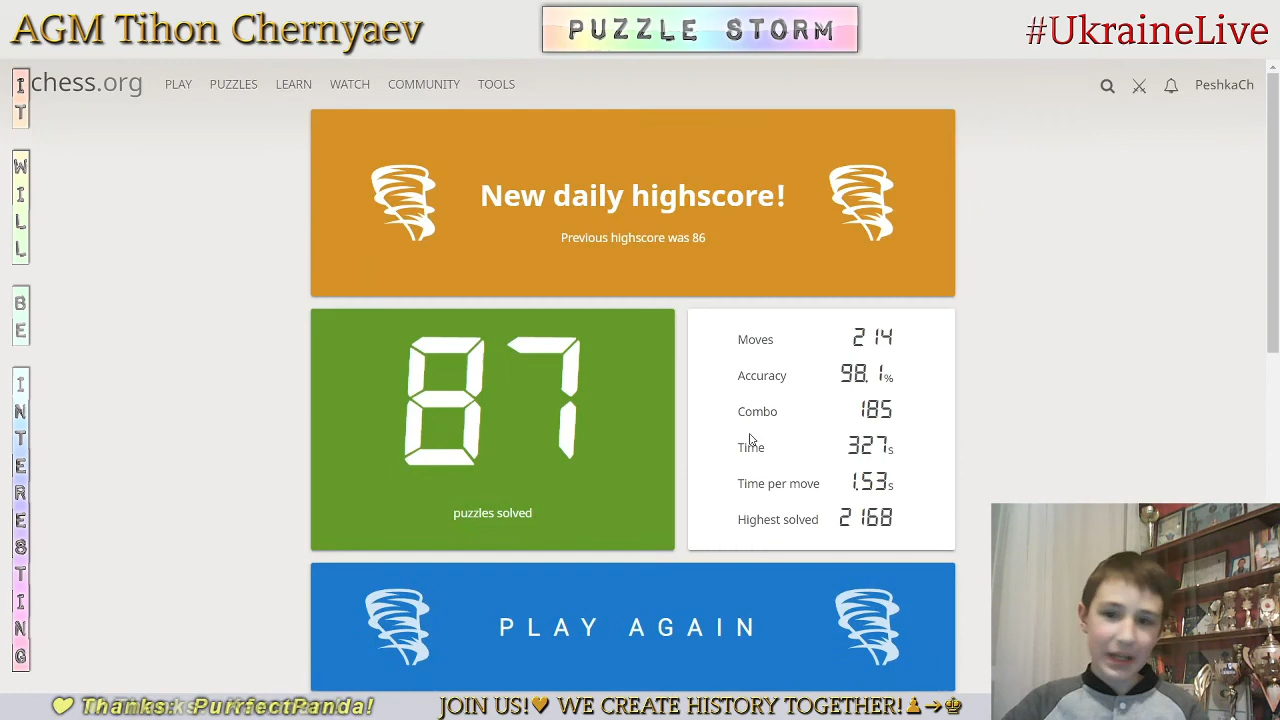 AGM Tihon Chernyaev
PUZZLE STORM
#UkraineLive
chess.org
PLAY
PUZZLES
LEARN
WATCH
COMMUNITY
TOOLS
PeshkaCh
IT
WILL
BE
INTERESTING
New daily highscore!
Previous highscore was 86
87
puzzles solved
Moves 214
Accuracy 98.1%
Combo 185
Time 327s
Time per move 1.53s
Highest solved 2168
PLAY AGAIN
Thanks: PurrfectPanda!
JOIN US! WE CREATE HISTORY TOGETHER!